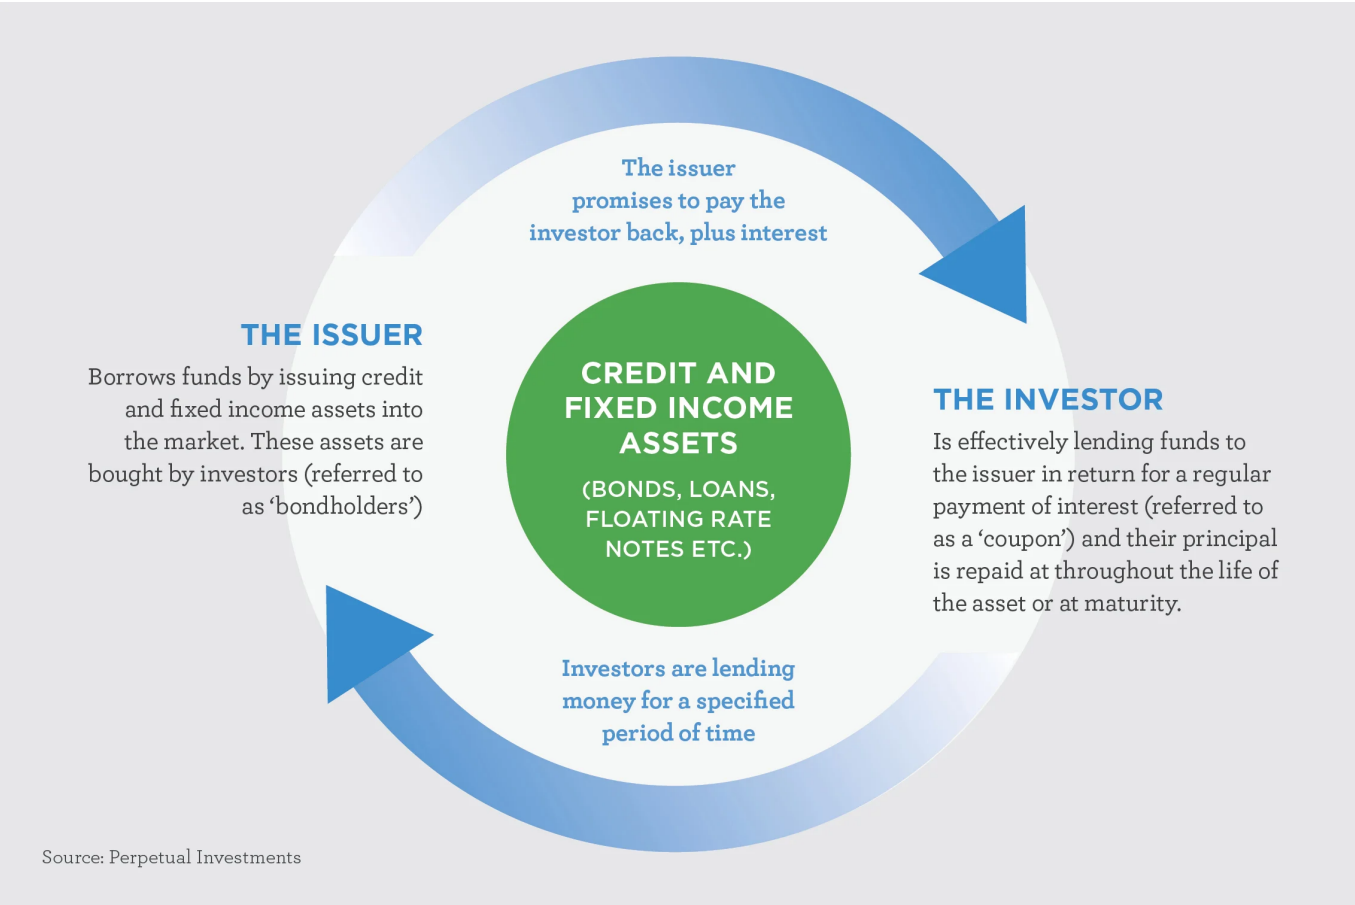 The issuer
promises to pay the
investor back, plus interest
THE ISSUER
Borrows funds by issuing credit
and fixed income assets into
the market. These assets are
bought by investors (referred to
as ‘bondholders’)
CREDIT AND
FIXED INCOME
ASSETS
(BONDS, LOANS,
FLOATING RATE
NOTES ETC.)
THE INVESTOR
Is effectively lending funds to
the issuer in return for a regular
payment of interest (referred to
as a ‘coupon’) and their principal
is repaid at throughout the life of
the asset or at maturity.
Investors are lending
money for a specified
period of time
Source: Perpetual Investments